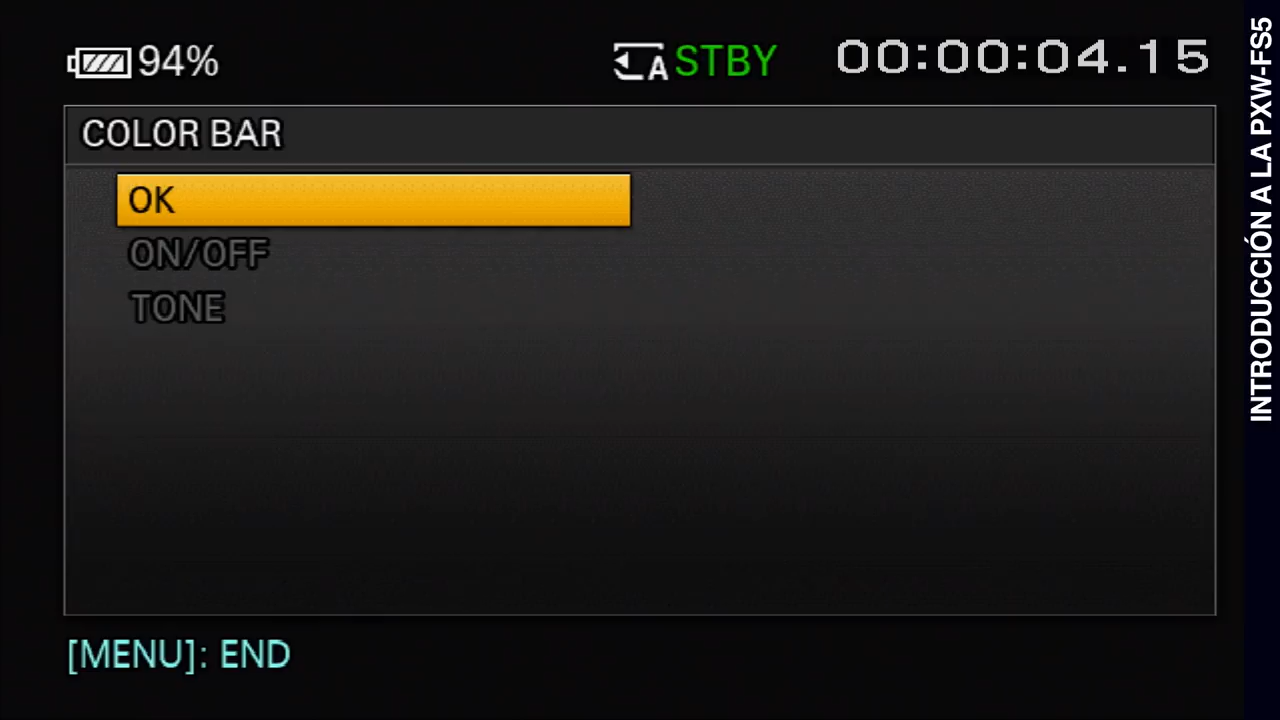 94%
A STBY 00:00:04.15
COLOR BAR
OK
ON/OFF
TONE
[MENU]: END
INTRODUCCIÓN A LA PXW-FS5